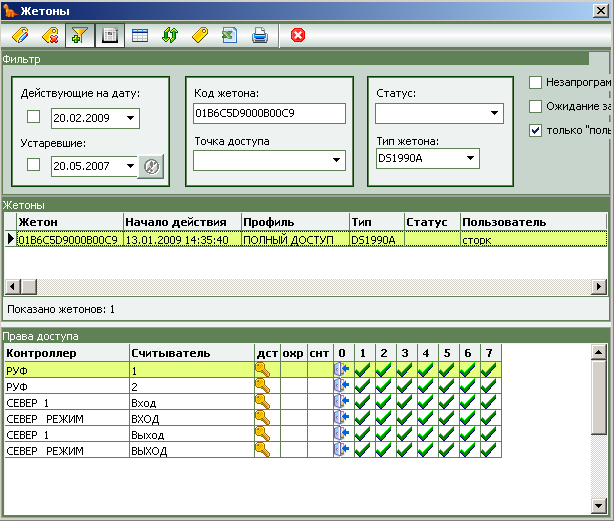 Жетоны
Фильтр
Действующие на дату:
20.02.2009
Устаревшие:
20.05.2007
Код жетона:
01B6C5D9000B00C9
Точка доступа
Статус:
Тип жетона:
DS1990A
Незапрограм
Ожидание за
только "поль
Жетоны
Жетон Начало действия Профиль Тип Статус Пользователь
01B6C5D9000B00C9 13.01.2009 14:35:40 ПОЛНЫЙ ДОСТУП DS1990A сторк
Показано жетонов: 1
Права доступа
Контроллер Считыватель дст охр снт 0 1 2 3 4 5 6 7
РУФ 1
РУФ 2
СЕВЕР 1 Вход
СЕВЕР РЕЖИМ ВХОД
СЕВЕР 1 Выход
СЕВЕР РЕЖИМ ВЫХОД